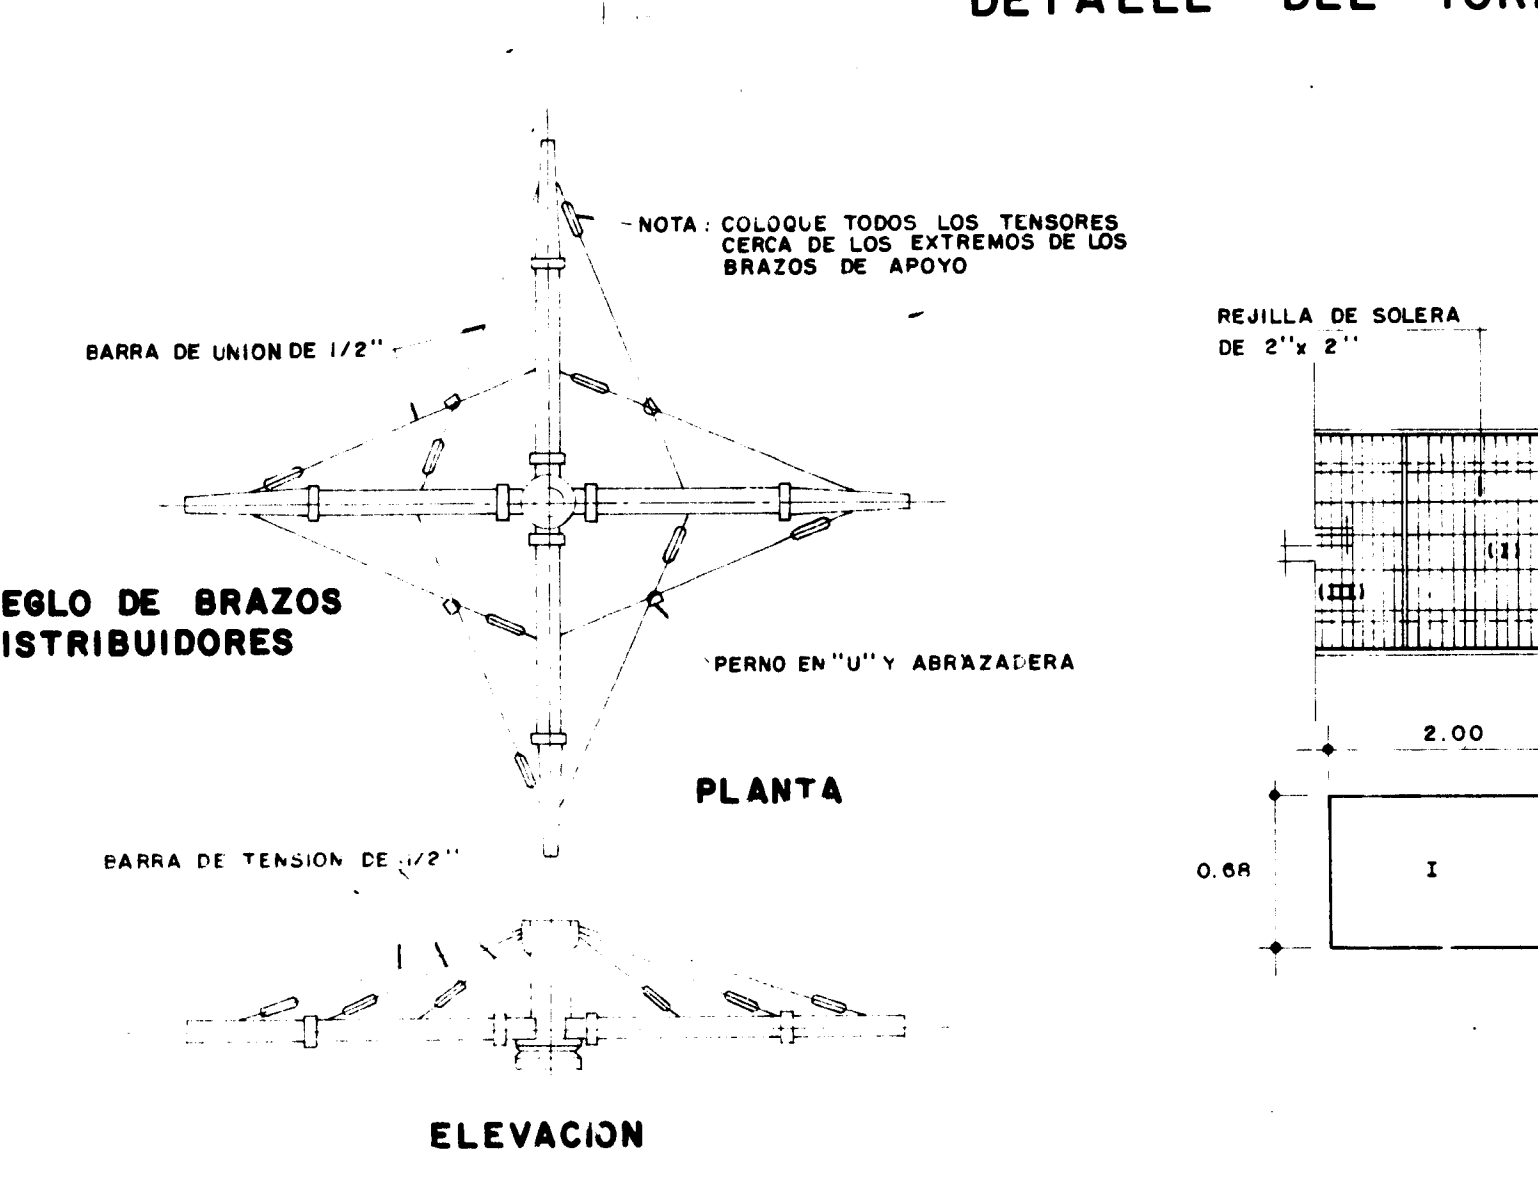 DETALLE DEL
NOTA: COLOQUE TODOS LOS TENSORES
CERCA DE LOS EXTREMOS DE LOS
BRAZOS DE APOYO
BARRA DE UNION DE 1/2"
REJILLA DE SOLERA
DE 2"x 2"
(I)
(III)
EGLO DE BRAZOS
ISTRIBUIDORES
PERNO EN "U" Y ABRAZADERA
2.00
PLANTA
BARRA DE TENSION DE 1/2"
0.68
I
ELEVACION